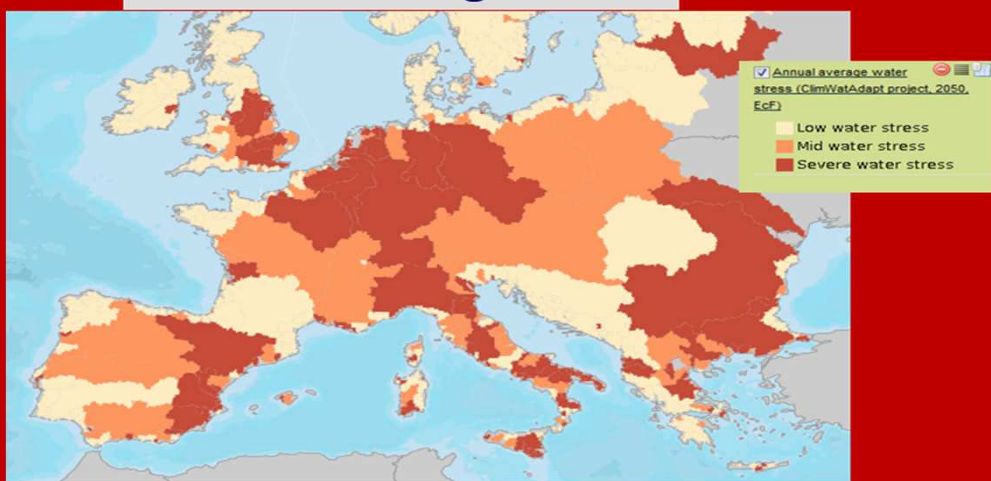 Annual average water
stress (ClimWatAdapt project, 2050,
EcF)
Low water stress
Mid water stress
Severe water stress